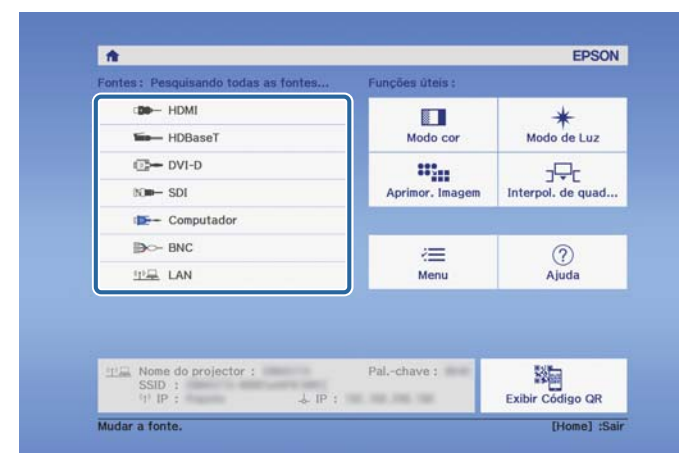 EPSON
Fontes : Pesquisando todas as fontes...
Funções úteis :
HDMI
HDBaseT
DVI-D
SDI
Computador
BNC
LAN
Modo cor
Modo de Luz
Aprimor. Imagem
Interpol. de quad...
Menu
Ajuda
Nome do projector :
Pal.-chave :
SSID :
IP :
IP :
Exibir Código QR
Mudar a fonte.
[Home] :Sair